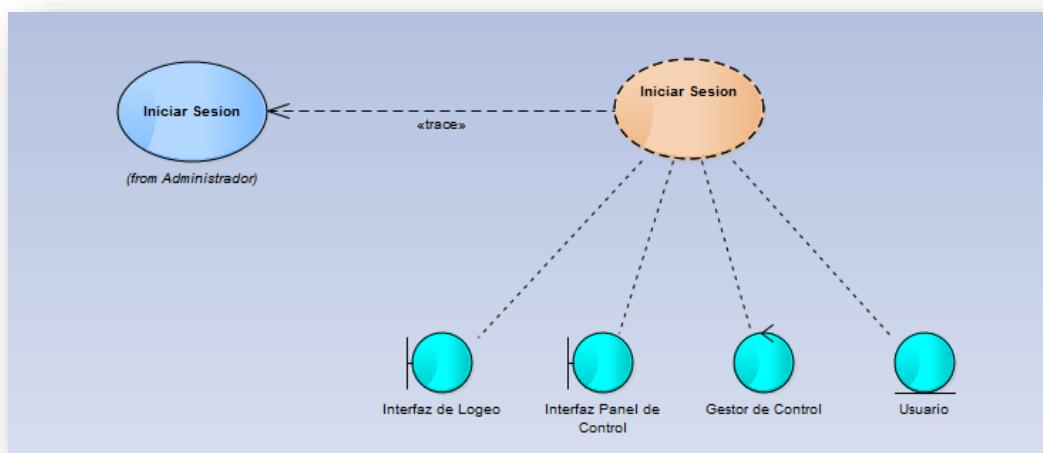 Iniciar Sesion
Iniciar Sesion
«trace»
(from Administrador)
Interfaz de Logeo
Interfaz Panel de
Control
Gestor de Control
Usuario